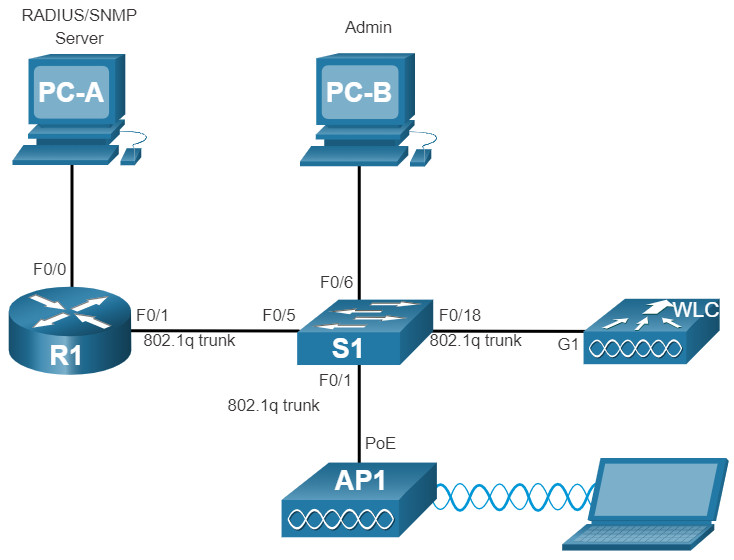 RADIUS/SNMP
Server
Admin
PC-A
PC-B
F0/0
F0/6
F0/1
F0/5
F0/18
WLC
802.1q trunk
802.1q trunk
R1
S1
G1
F0/1
802.1q trunk
PoE
AP1